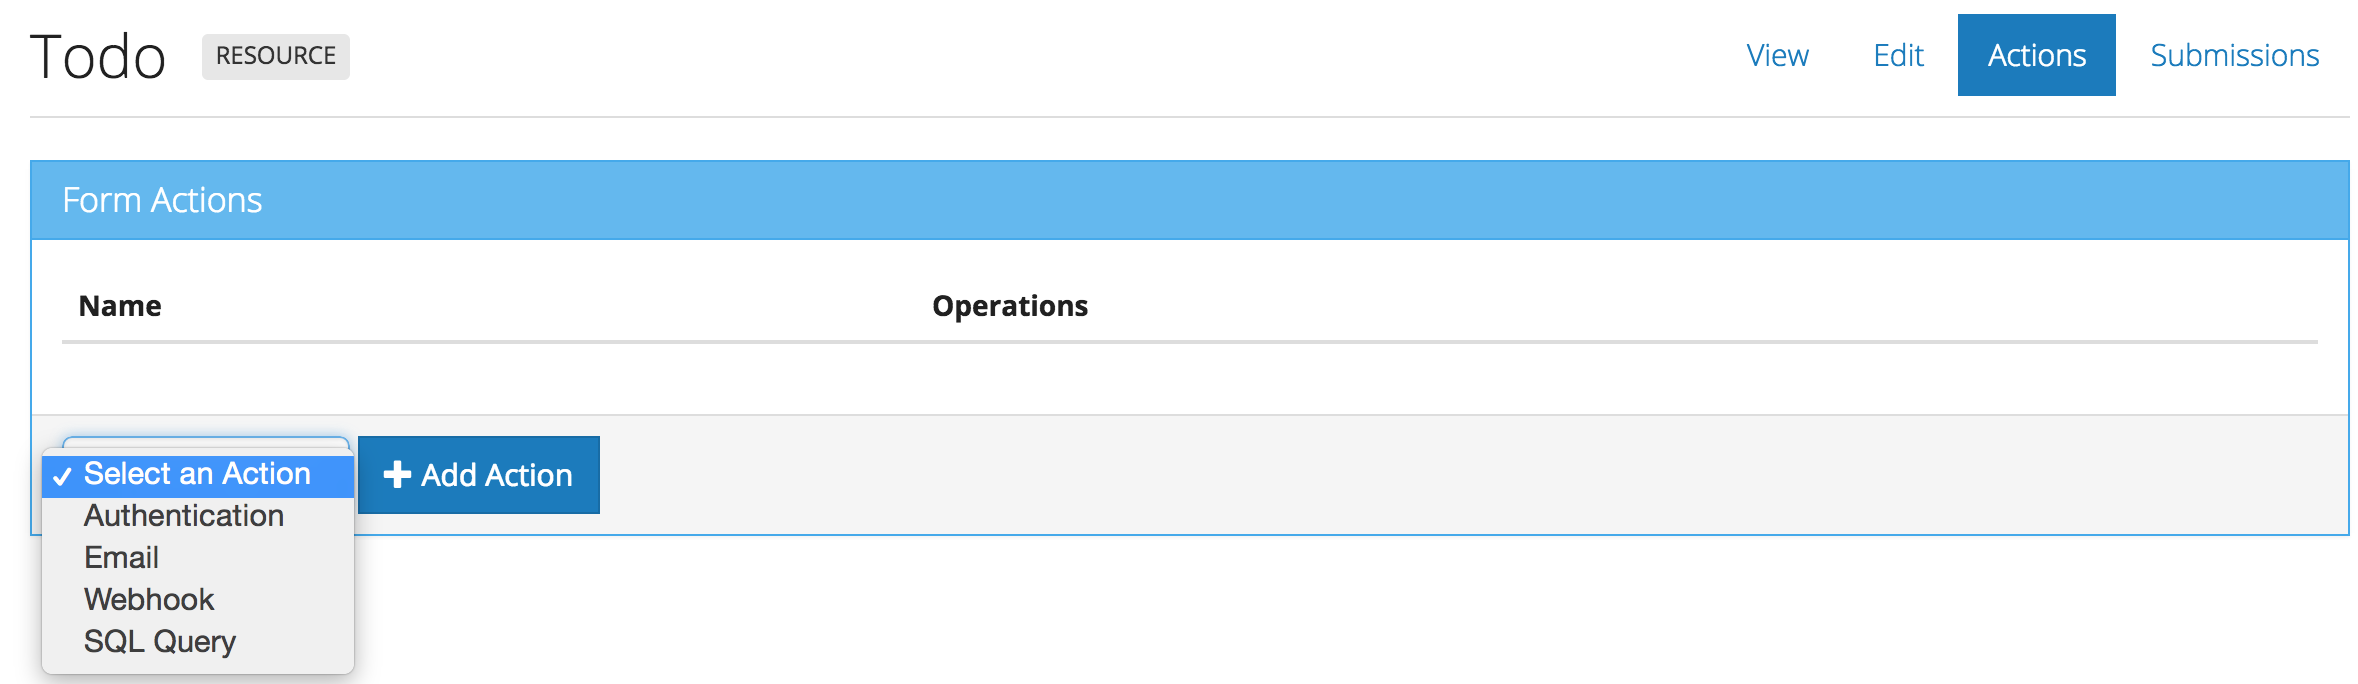 Todo RESOURCE View Edit Actions Submissions
Form Actions
Name Operations
Select an Action Add Action
Authentication
Email
Webhook
SQL Query